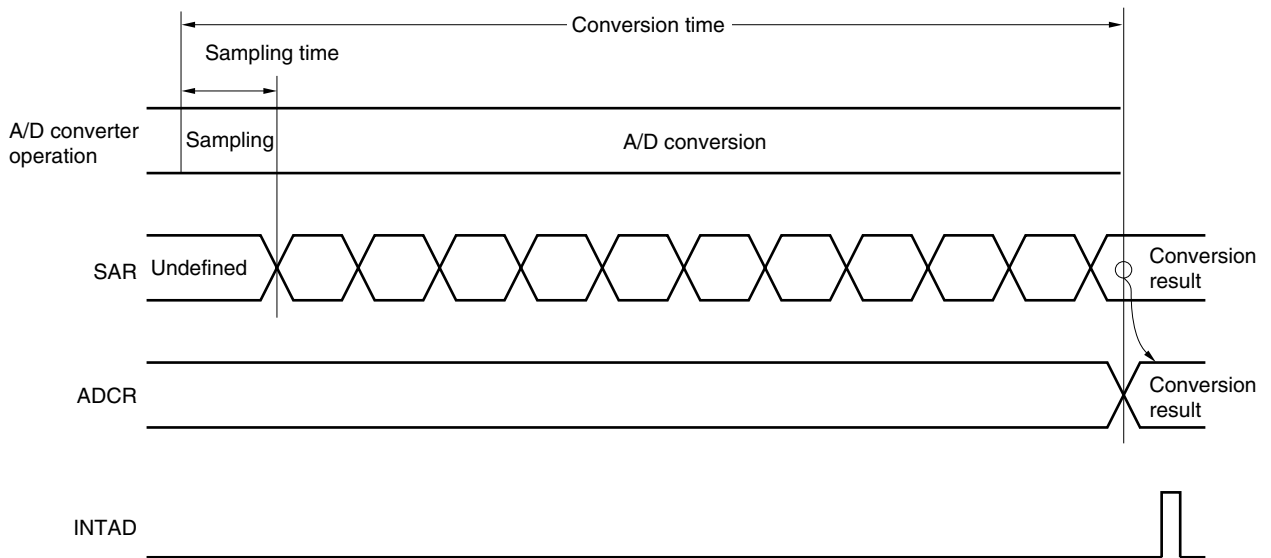 Conversion time
Sampling time
A/D converter
operation
Sampling
A/D conversion
SAR
Undefined
Conversion
result
ADCR
Conversion
result
INTAD